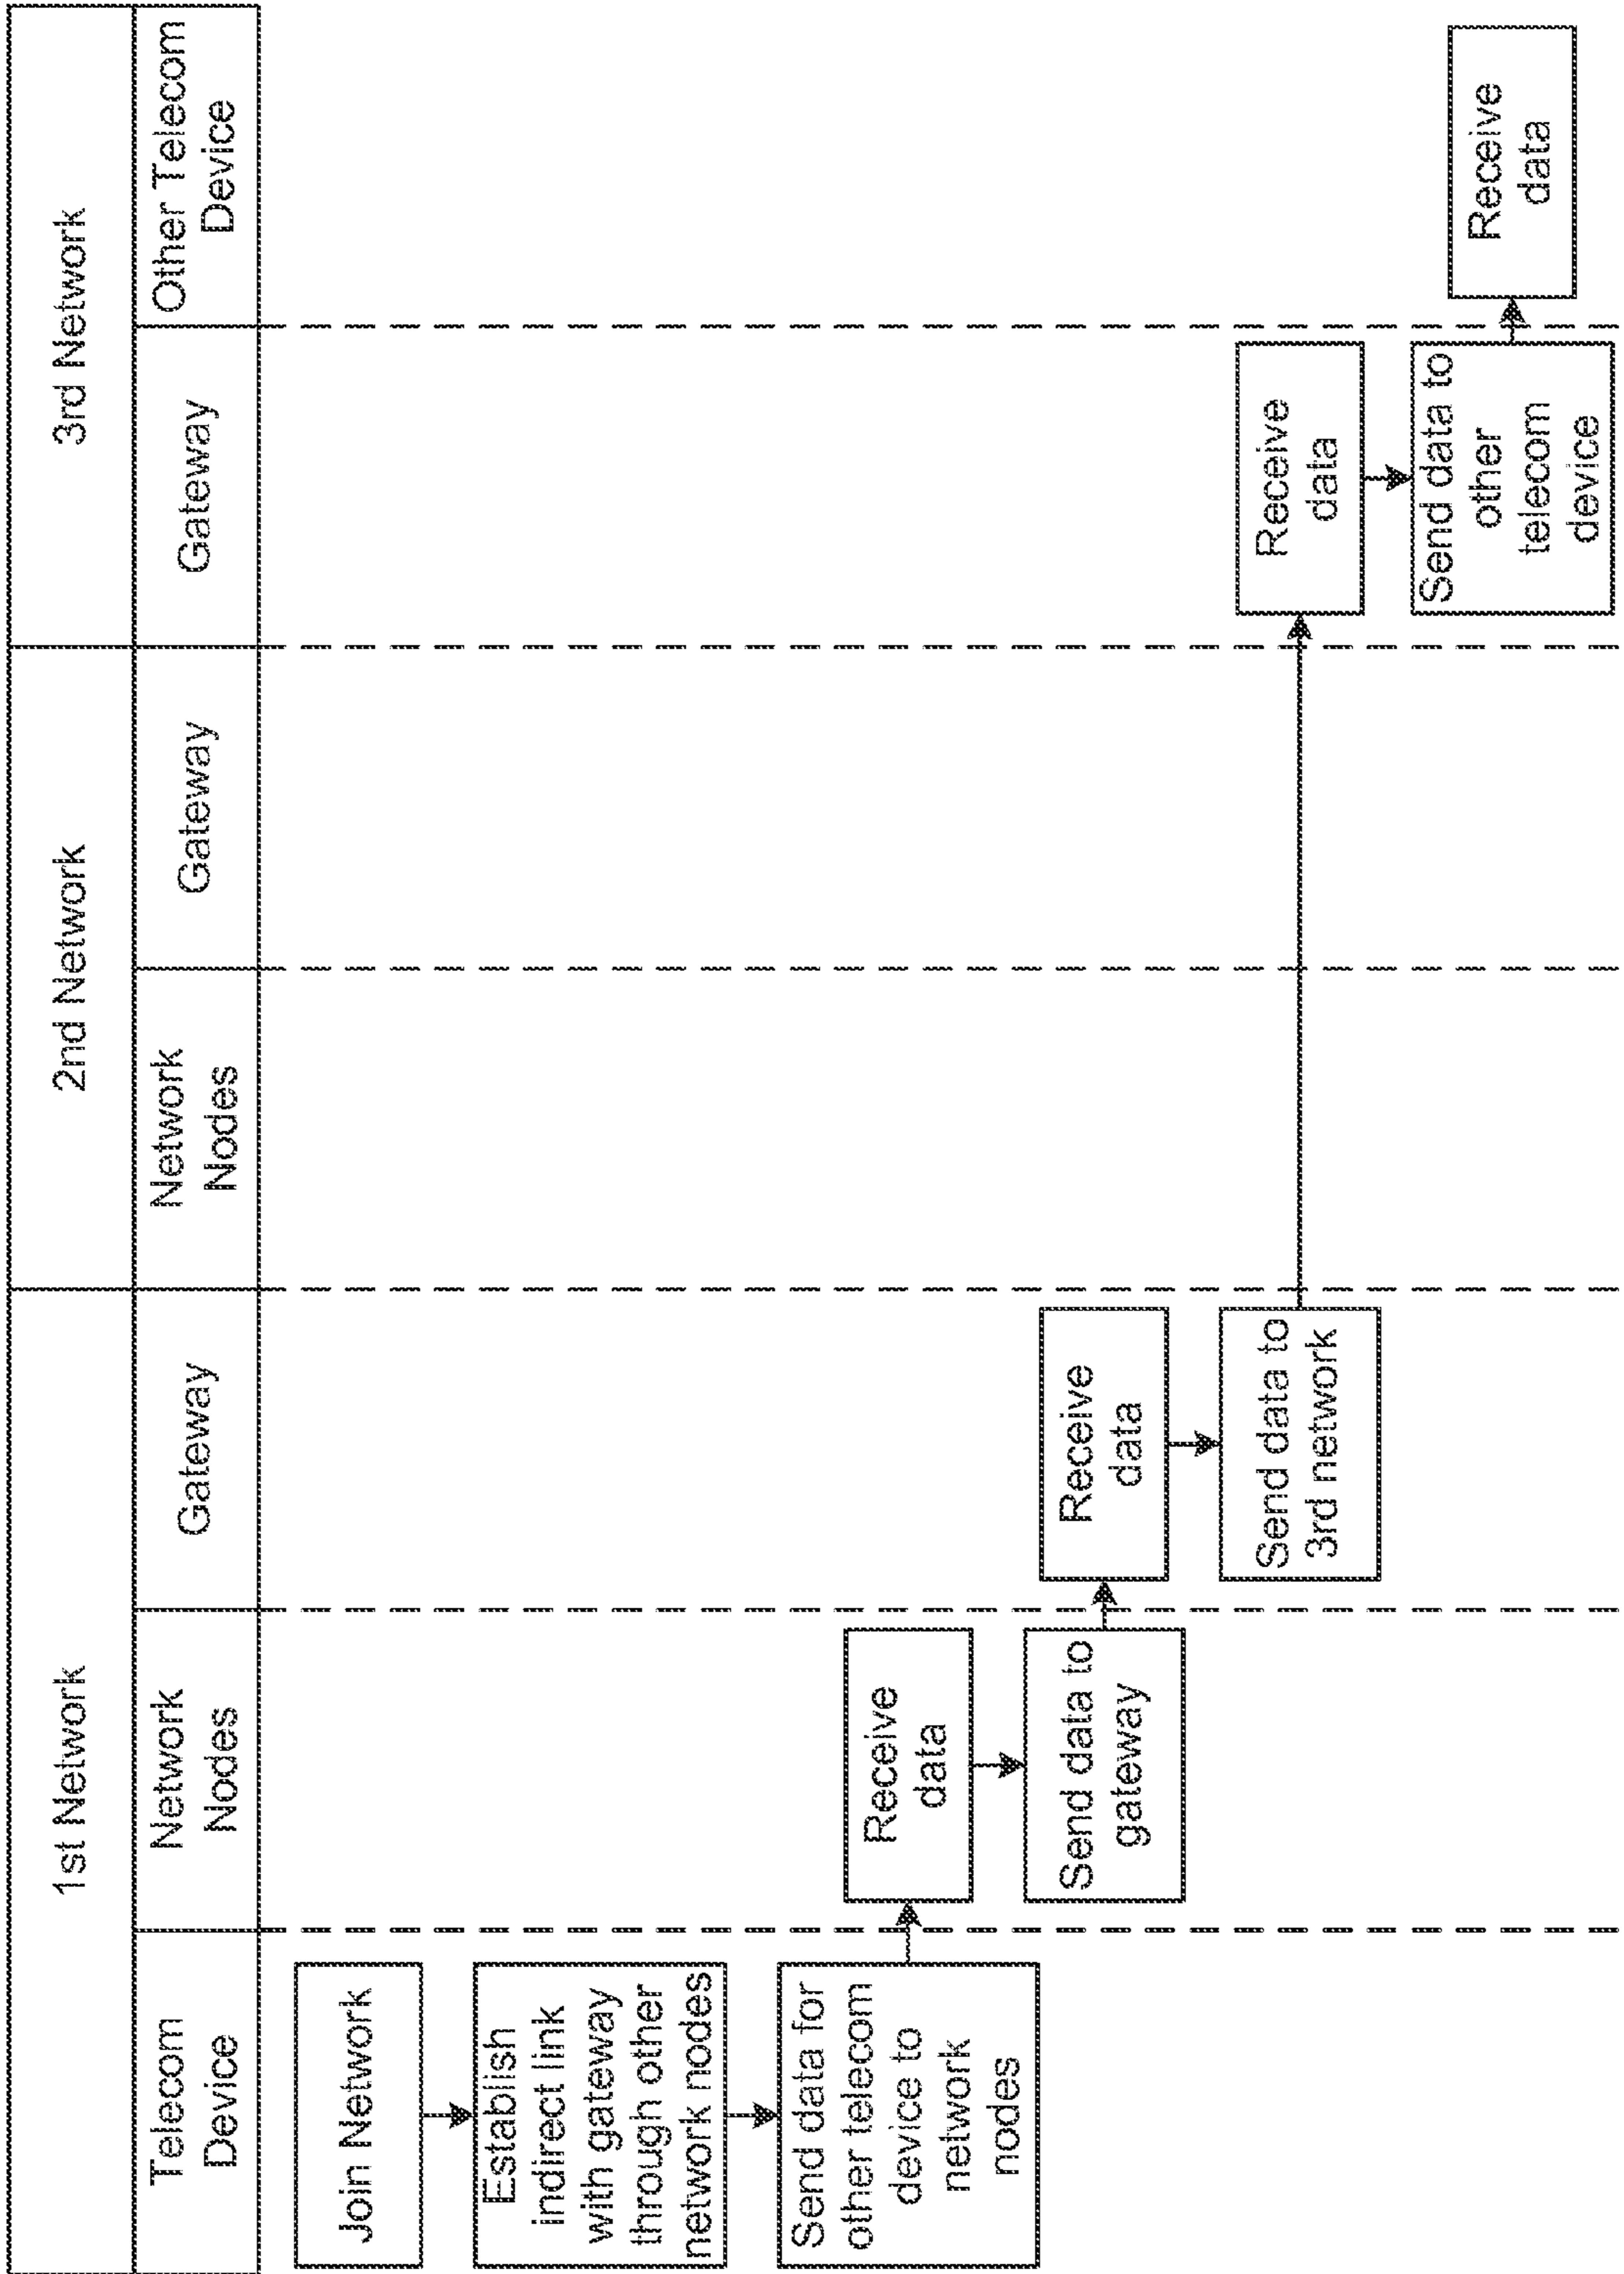 1st Network
2nd Network
3rd Network
Telecom
Device
Network
Nodes
Gateway
Network
Nodes
Gateway
Gateway
Other Telecom
Device
Join Network
Establish
indirect link
with gateway
through other
network nodes
Send data for
other telecom
device to
network
nodes
Receive
data
Send data to
gateway
Receive
data
Send data to
3rd network
Receive
data
Send data to
other
telecom
device
Receive
data